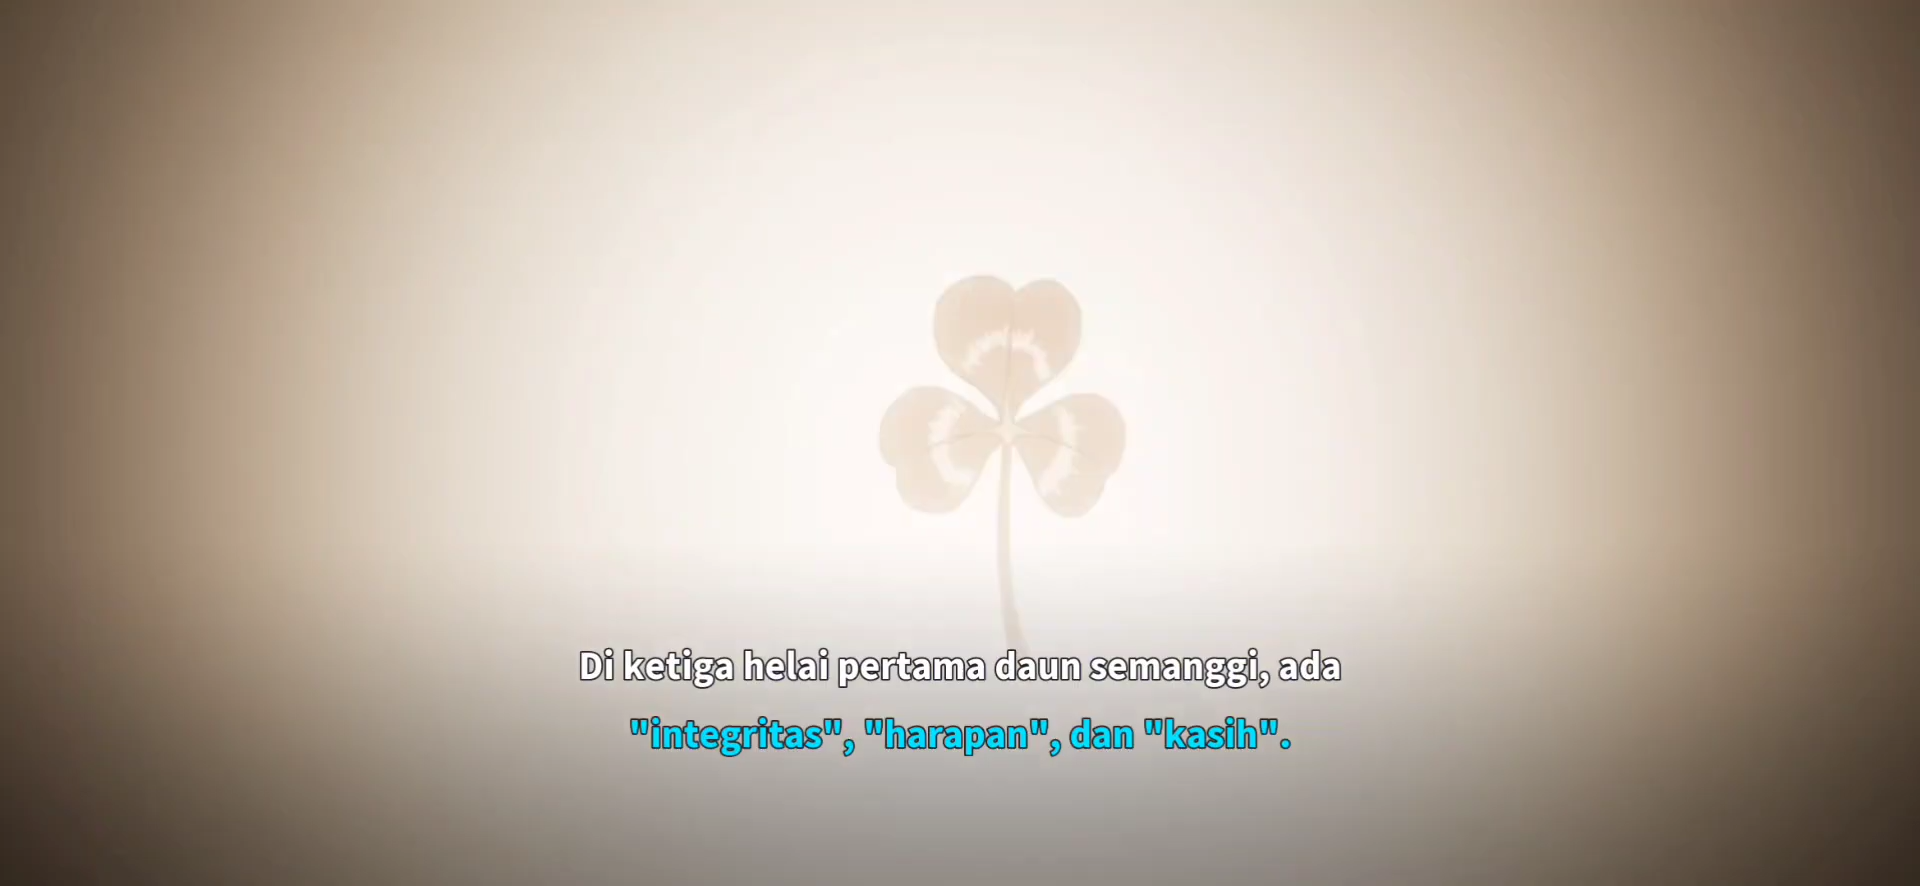 Di ketiga helai pertama daun semanggi, ada
"integritas", "harapan", dan "kasih".